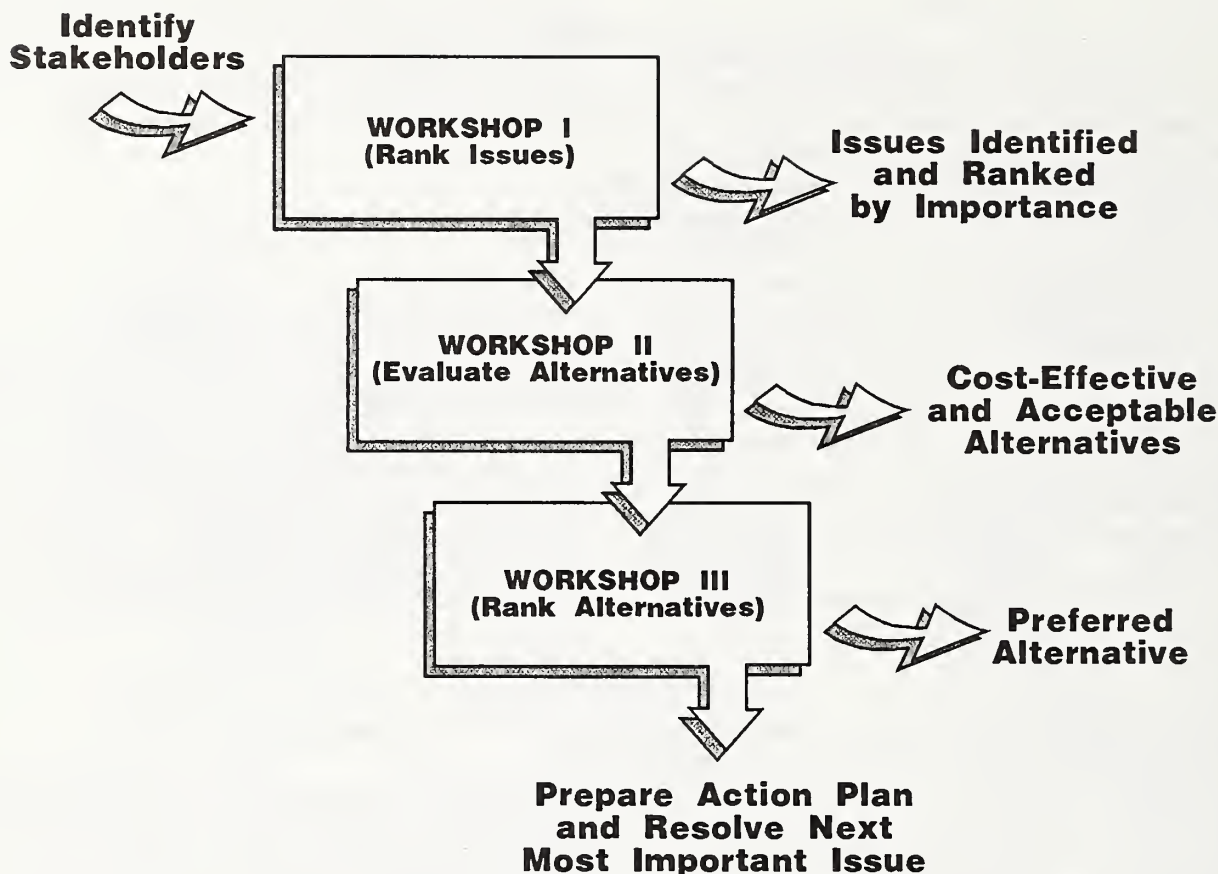 Identify
Stakeholders
WORKSHOP I
(Rank Issues)
Issues Identified
and Ranked
by Importance
WORKSHOP II
(Evaluate Alternatives)
Cost-Effective
and Acceptable
Alternatives
WORKSHOP III
(Rank Alternatives)
Preferred
Alternative
Prepare Action Plan
and Resolve Next
Most Important Issue